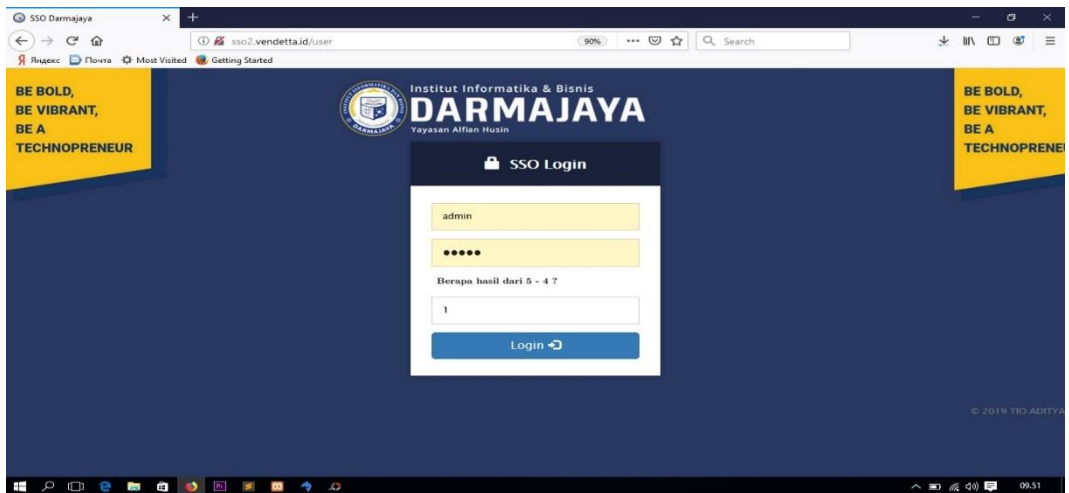 SSO Darmajaya
sso2.vendetta.id/user
90%
Search
Яндекс Почта Most Visited Getting Started
BE BOLD,
BE VIBRANT,
BE A
TECHNOPRENEUR
Institut Informatika & Bisnis
DARMAJAYA
Yayasan Alfian Husin
BE BOLD,
BE VIBRANT,
BE A
TECHNOPRENE
SSO Login
admin
Berapa hasil dari 5 - 4 ?
1
Login
© 2019 TIO ADITYA
09.51